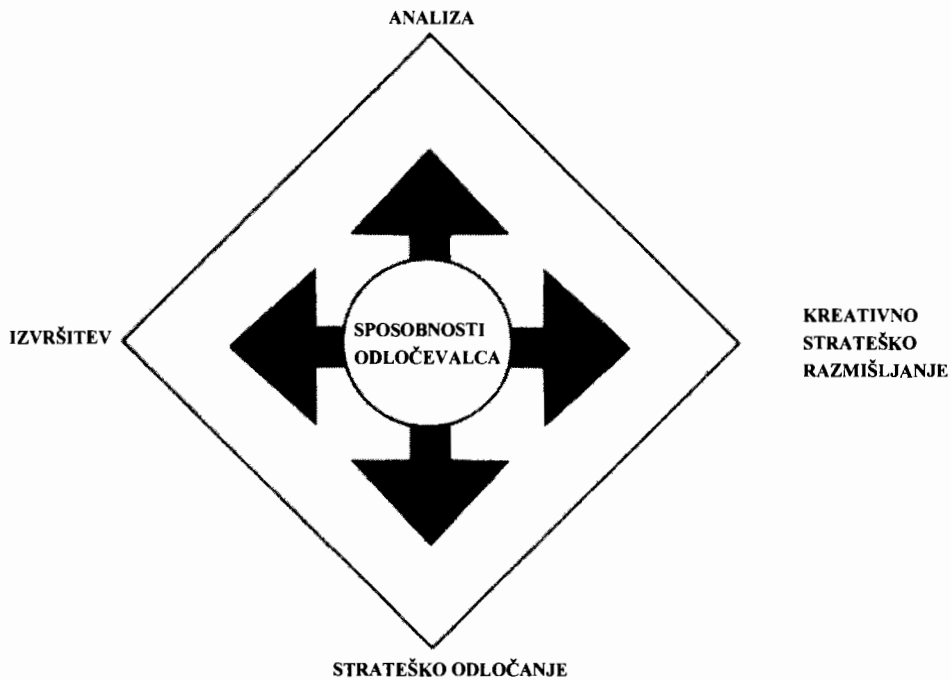 ANALIZA
IZVRŠITEV
SPOSOBNOSTI
ODLOČEVALCA
KREATIVNO
STRATEŠKO
RAZMIŠLJANJE
STRATEŠKO ODLOČANJE